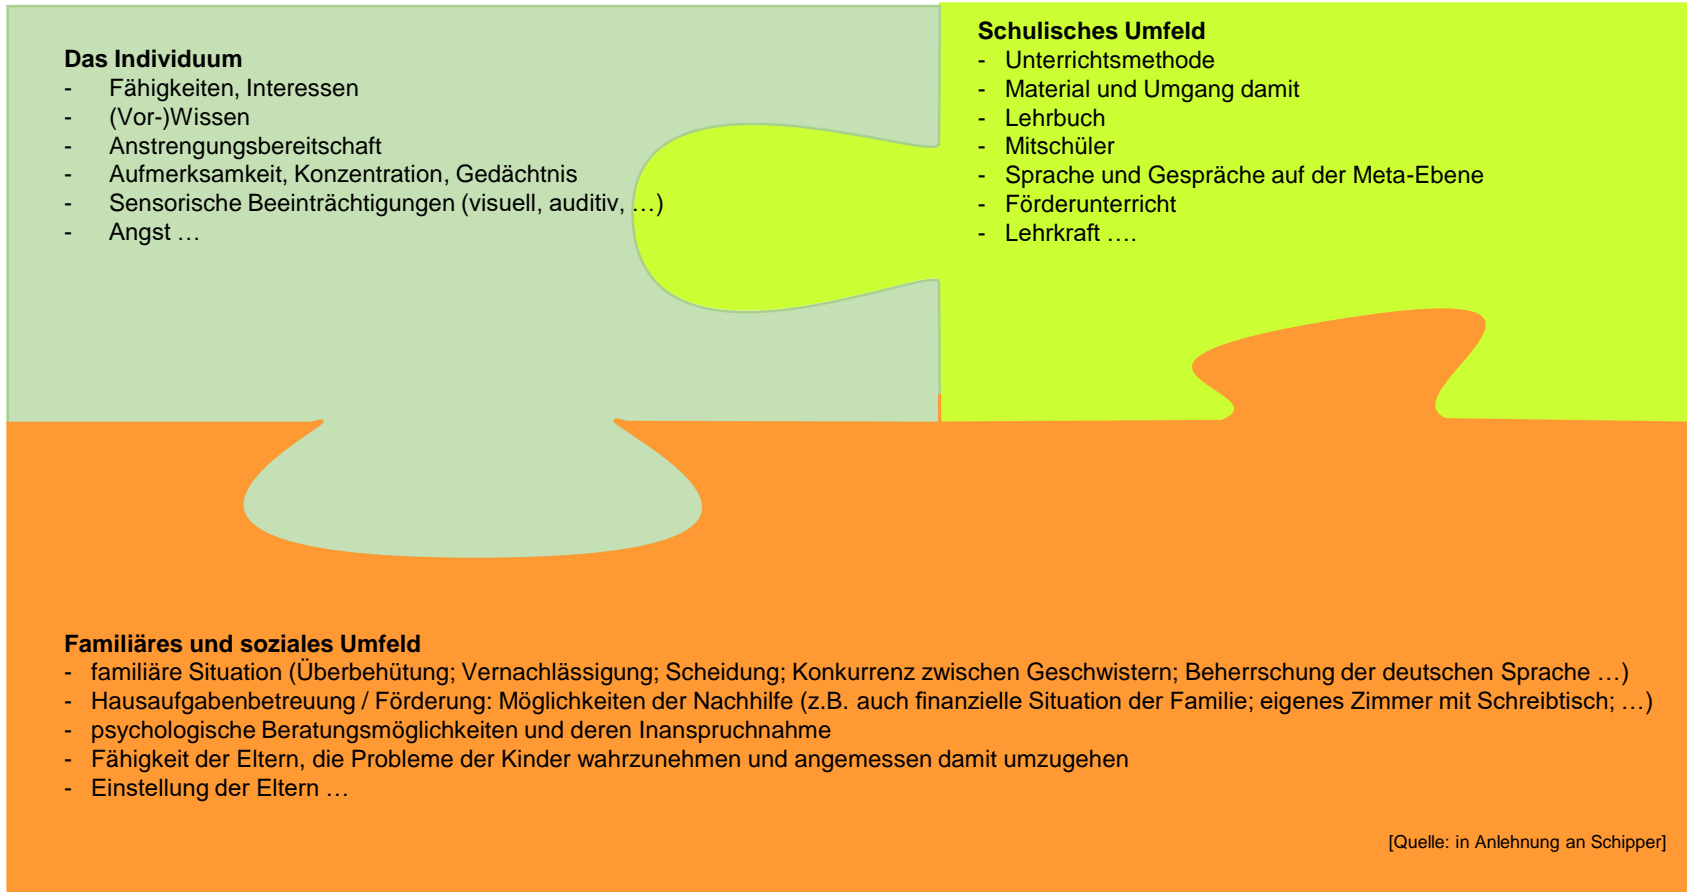 Das Individuum
- Fähigkeiten, Interessen
- (Vor-)Wissen
- Anstrengungsbereitschaft
- Aufmerksamkeit, Konzentration, Gedächtnis
- Sensorische Beeinträchtigungen (visuell, auditiv, …)
- Angst …
Schulisches Umfeld
- Unterrichtsmethode
- Material und Umgang damit
- Lehrbuch
- Mitschüler
- Sprache und Gespräche auf der Meta-Ebene
- Förderunterricht
- Lehrkraft ….
Familiäres und soziales Umfeld
- familiäre Situation (Überbehütung; Vernachlässigung; Scheidung; Konkurrenz zwischen Geschwistern; Beherrschung der deutschen Sprache …)
- Hausaufgabenbetreuung / Förderung: Möglichkeiten der Nachhilfe (z.B. auch finanzielle Situation der Familie; eigenes Zimmer mit Schreibtisch; …)
- psychologische Beratungsmöglichkeiten und deren Inanspruchnahme
- Fähigkeit der Eltern, die Probleme der Kinder wahrzunehmen und angemessen damit umzugehen
- Einstellung der Eltern …
[Quelle: in Anlehnung an Schipper]